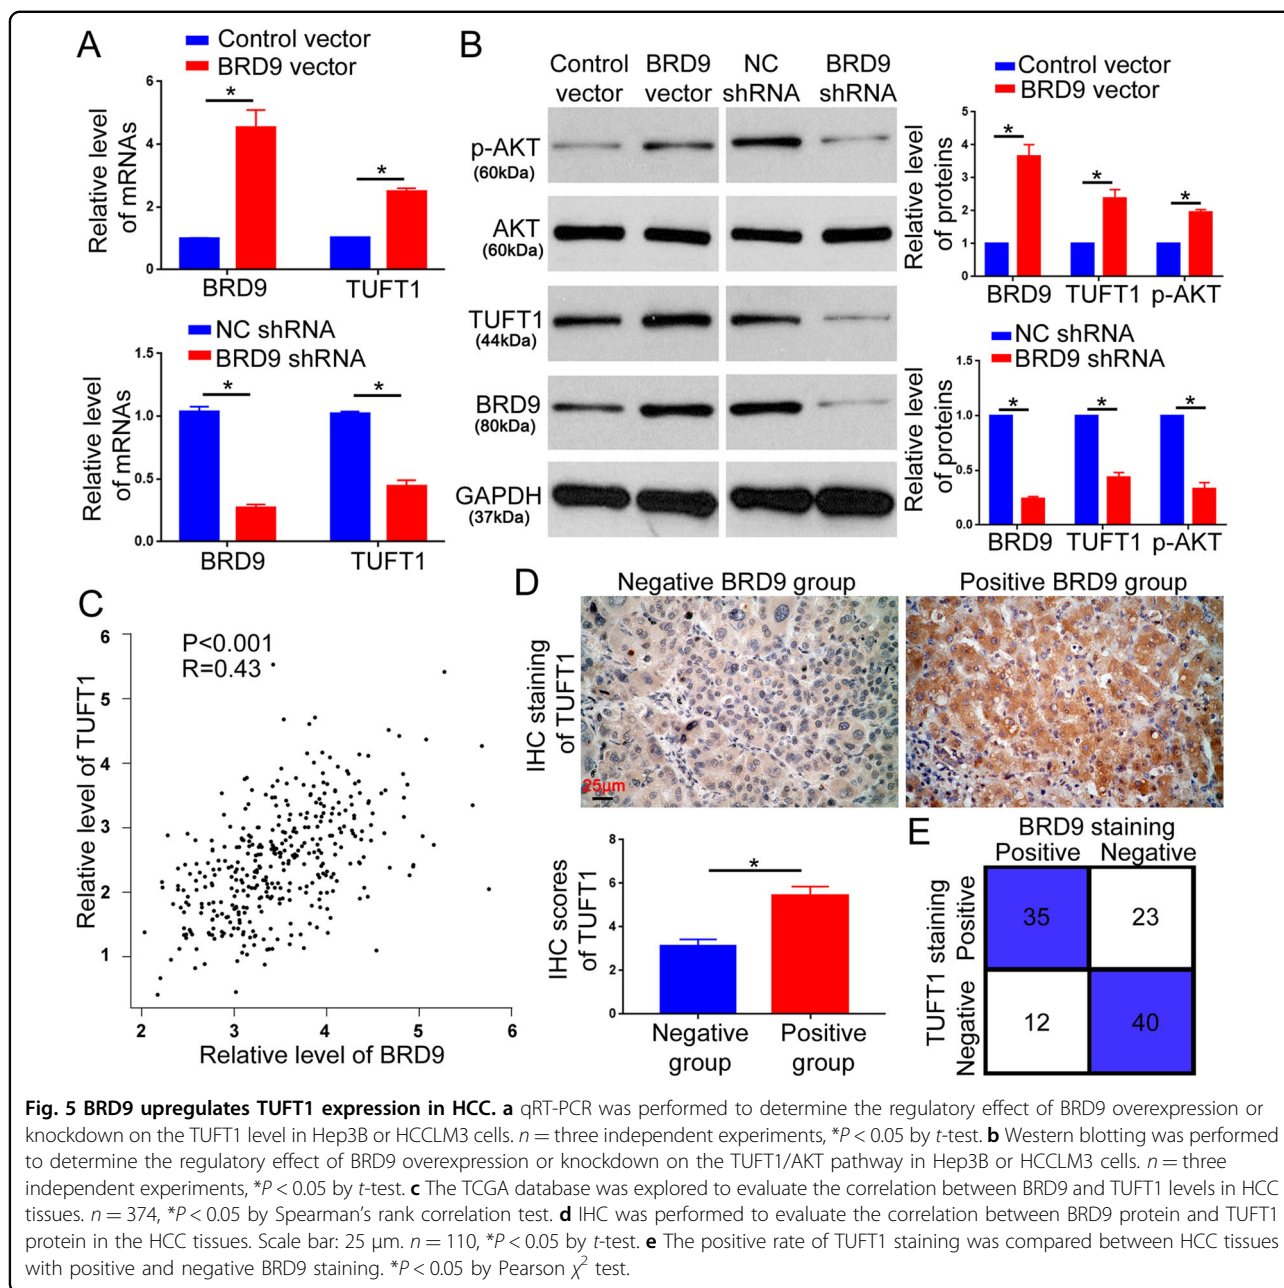 A
Control vector
BRD9 vector
Relative level
of mRNAs
6
4
2
0
*
*
BRD9
TUFT1
NC shRNA
BRD9 shRNA
Relative level
of mRNAs
1.5
1.0
0.5
0.0
*
*
BRD9
TUFT1
B
Control
vector
BRD9
vector
NC
shRNA
BRD9
shRNA
p-AKT
(60kDa)
AKT
(60kDa)
TUFT1
(44kDa)
BRD9
(80kDa)
GAPDH
(37kDa)
Control vector
BRD9 vector
Relative level
of proteins
5
4
3
2
1
0
*
*
*
BRD9
TUFT1
p-AKT
NC shRNA
BRD9 shRNA
Relative level
of proteins
1.5
1.0
0.5
0.0
*
*
*
BRD9
TUFT1
p-AKT
C
P<0.001
R=0.43
Relative level of TUFT1
6
5
4
3
2
1
2
3
4
5
6
Relative level of BRD9
D
Negative BRD9 group
Positive BRD9 group
IHC staining
of TUFT1
25μm
IHC scores
of TUFT1
8
6
4
2
0
*
Negative
group
Positive
group
E
BRD9 staining
Positive
Negative
TUFT1 staining
Positive
Negative
35
23
12
40
Fig. 5 BRD9 upregulates TUFT1 expression in HCC. a qRT-PCR was performed to determine the regulatory effect of BRD9 overexpression or
knockdown on the TUFT1 level in Hep3B or HCCLM3 cells. n = three independent experiments, *P < 0.05 by t-test. b Western blotting was performed
to determine the regulatory effect of BRD9 overexpression or knockdown on the TUFT1/AKT pathway in Hep3B or HCCLM3 cells. n = three
independent experiments, *P < 0.05 by t-test. c The TCGA database was explored to evaluate the correlation between BRD9 and TUFT1 levels in HCC
tissues. n = 374, *P < 0.05 by Spearman's rank correlation test. d IHC was performed to evaluate the correlation between BRD9 protein and TUFT1
protein in the HCC tissues. Scale bar: 25 μm. n = 110, *P < 0.05 by t-test. e The positive rate of TUFT1 staining was compared between HCC tissues
with positive and negative BRD9 staining. *P < 0.05 by Pearson χ² test.